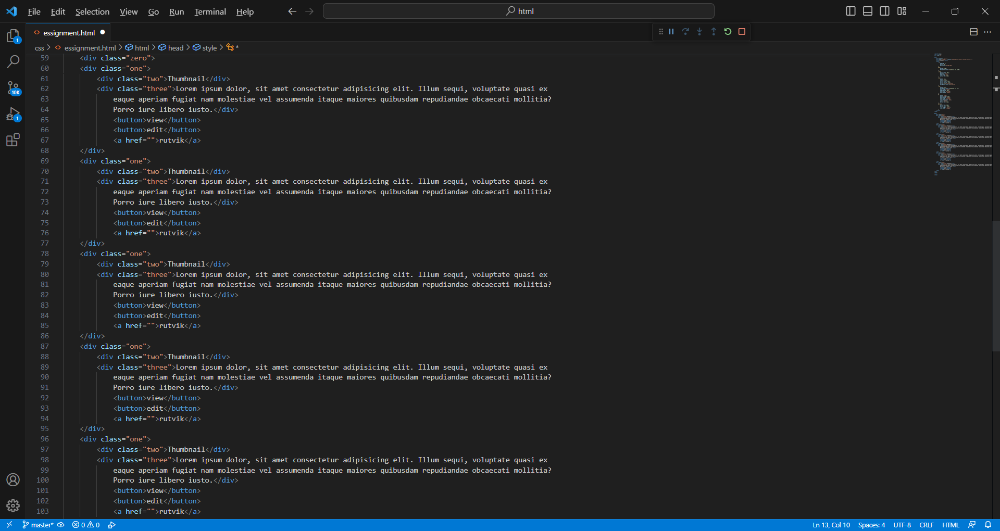 File Edit Selection View Go Run Terminal Help html
essignment.html
css > essignment.html > html > head > style > *
59 <div class="zero">
60 <div class="one">
61 <div class="two">Thumbnail</div>
62 <div class="three">Lorem ipsum dolor, sit amet consectetur adipisicing elit. Illum sequi, voluptate quasi ex
63 eaque aperiam fugiat nam molestiae vel assumenda itaque maiores quibusdam repudiandae obcaecati mollitia?
64 Porro iure libero iusto.</div>
65 <button>view</button>
66 <button>edit</button>
67 <a href="">rutvik</a>
68 </div>
69 <div class="one">
70 <div class="two">Thumbnail</div>
71 <div class="three">Lorem ipsum dolor, sit amet consectetur adipisicing elit. Illum sequi, voluptate quasi ex
72 eaque aperiam fugiat nam molestiae vel assumenda itaque maiores quibusdam repudiandae obcaecati mollitia?
73 Porro iure libero iusto.</div>
74 <button>view</button>
75 <button>edit</button>
76 <a href="">rutvik</a>
77 </div>
78 <div class="one">
79 <div class="two">Thumbnail</div>
80 <div class="three">Lorem ipsum dolor, sit amet consectetur adipisicing elit. Illum sequi, voluptate quasi ex
81 eaque aperiam fugiat nam molestiae vel assumenda itaque maiores quibusdam repudiandae obcaecati mollitia?
82 Porro iure libero iusto.</div>
83 <button>view</button>
84 <button>edit</button>
85 <a href="">rutvik</a>
86 </div>
87 <div class="one">
88 <div class="two">Thumbnail</div>
89 <div class="three">Lorem ipsum dolor, sit amet consectetur adipisicing elit. Illum sequi, voluptate quasi ex
90 eaque aperiam fugiat nam molestiae vel assumenda itaque maiores quibusdam repudiandae obcaecati mollitia?
91 Porro iure libero iusto.</div>
92 <button>view</button>
93 <button>edit</button>
94 <a href="">rutvik</a>
95 </div>
96 <div class="one">
97 <div class="two">Thumbnail</div>
98 <div class="three">Lorem ipsum dolor, sit amet consectetur adipisicing elit. Illum sequi, voluptate quasi ex
99 eaque aperiam fugiat nam molestiae vel assumenda itaque maiores quibusdam repudiandae obcaecati mollitia?
100 Porro iure libero iusto.</div>
101 <button>view</button>
102 <button>edit</button>
103 <a href="">rutvik</a>
1
10K
1
master* 0 0 Ln 13, Col 10 Spaces: 4 UTF-8 CRLF HTML